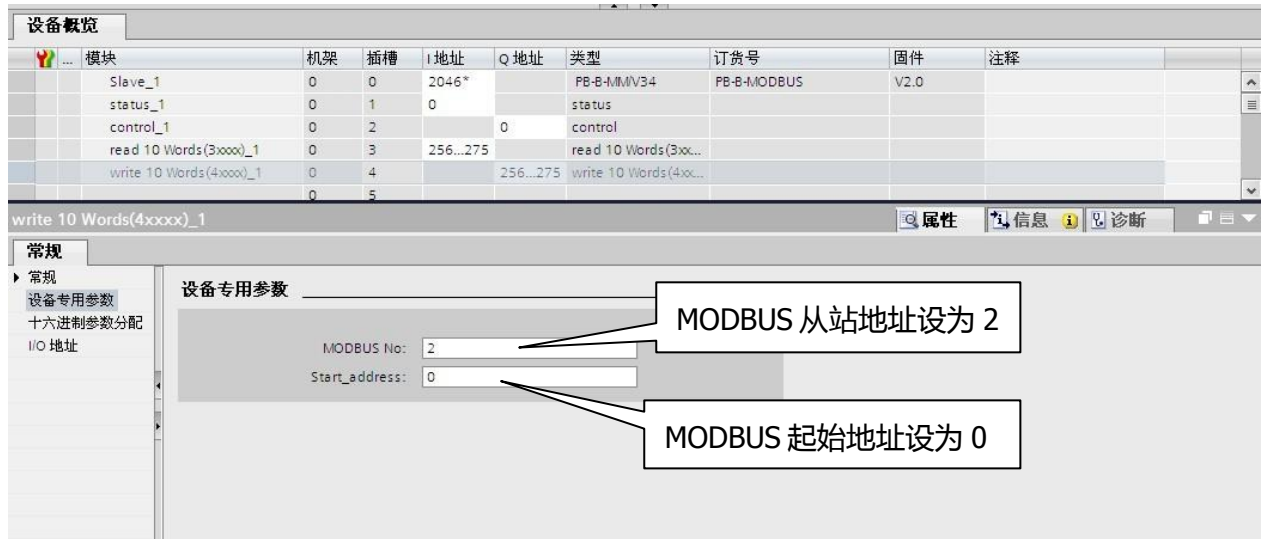 设备概览
... 模块 机架 插槽 I地址 Q地址 类型 订货号 固件 注释
Slave_1 0 0 2046* PB-B-MM/V34 PB-B-MODBUS V2.0
status_1 0 1 0 status
control_1 0 2 0 control
read 10 Words(3xxxx)_1 0 3 256...275 read 10 Words(3xx...
write 10 Words(4xxxx)_1 0 4 256...275 write 10 Words(4xx...
0 5
write 10 Words(4xxxx)_1 属性 信息 诊断
常规
常规
设备专用参数
十六进制参数分配
I/O 地址
设备专用参数
MODBUS 从站地址设为 2
MODBUS No: 2
Start_address: 0
MODBUS 起始地址设为 0